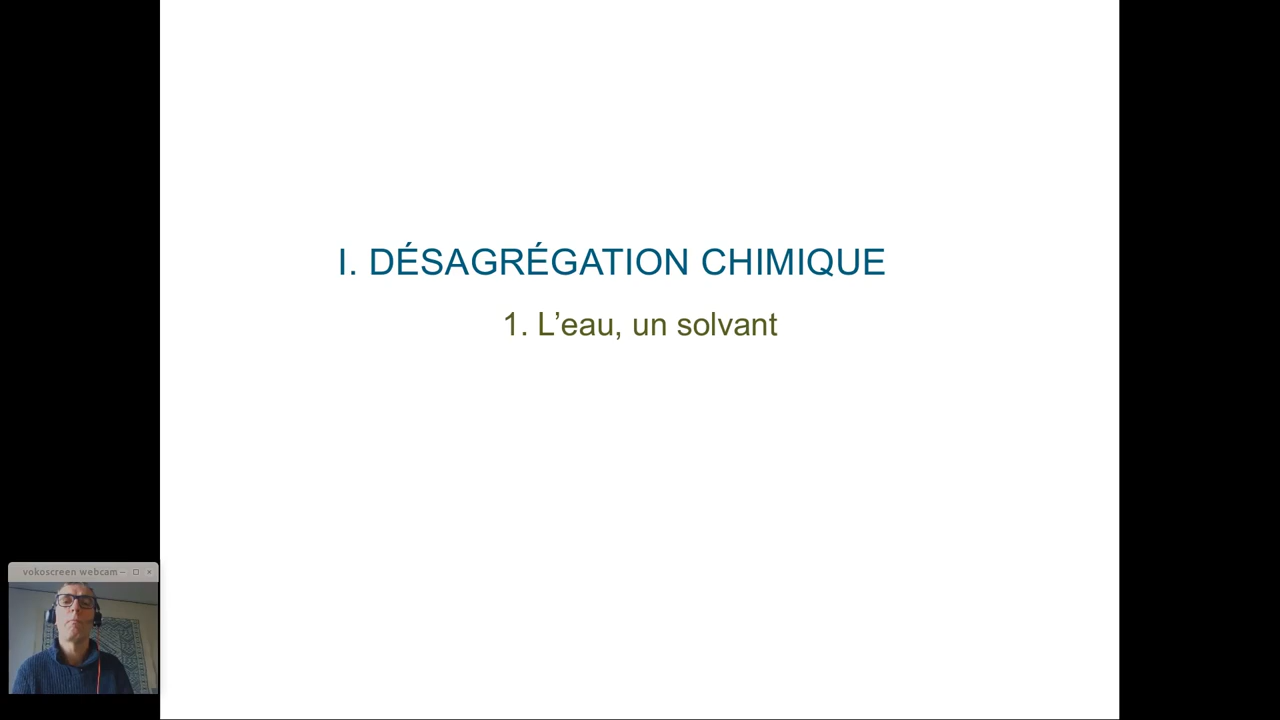 I. DÉSAGRÉGATION CHIMIQUE
1. L’eau, un solvant
vokoscreen webcam –